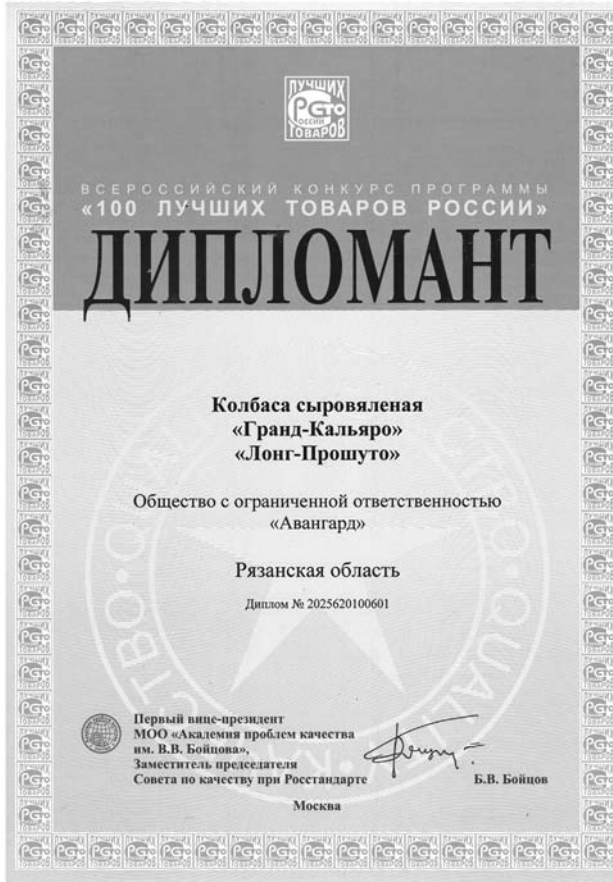 ЛУЧШИХ
РСТо
РОССИИ
ТОВАРОВ
ВСЕРОССИЙСКИЙ КОНКУРС ПРОГРАММЫ
«100 ЛУЧШИХ ТОВАРОВ РОССИИ»
ДИПЛОМАНТ
Колбаса сыровяленая
«Гранд-Кальяро»
«Лонг-Прошуто»
Общество с ограниченной ответственностью
«Авангард»
Рязанская область
Диплом № 2025620100601
Первый вице-президент
МОО «Академия проблем качества
им. В.В. Бойцова»,
Заместитель председателя
Совета по качеству при Росстандарте
Б.В. Бойцов
Москва